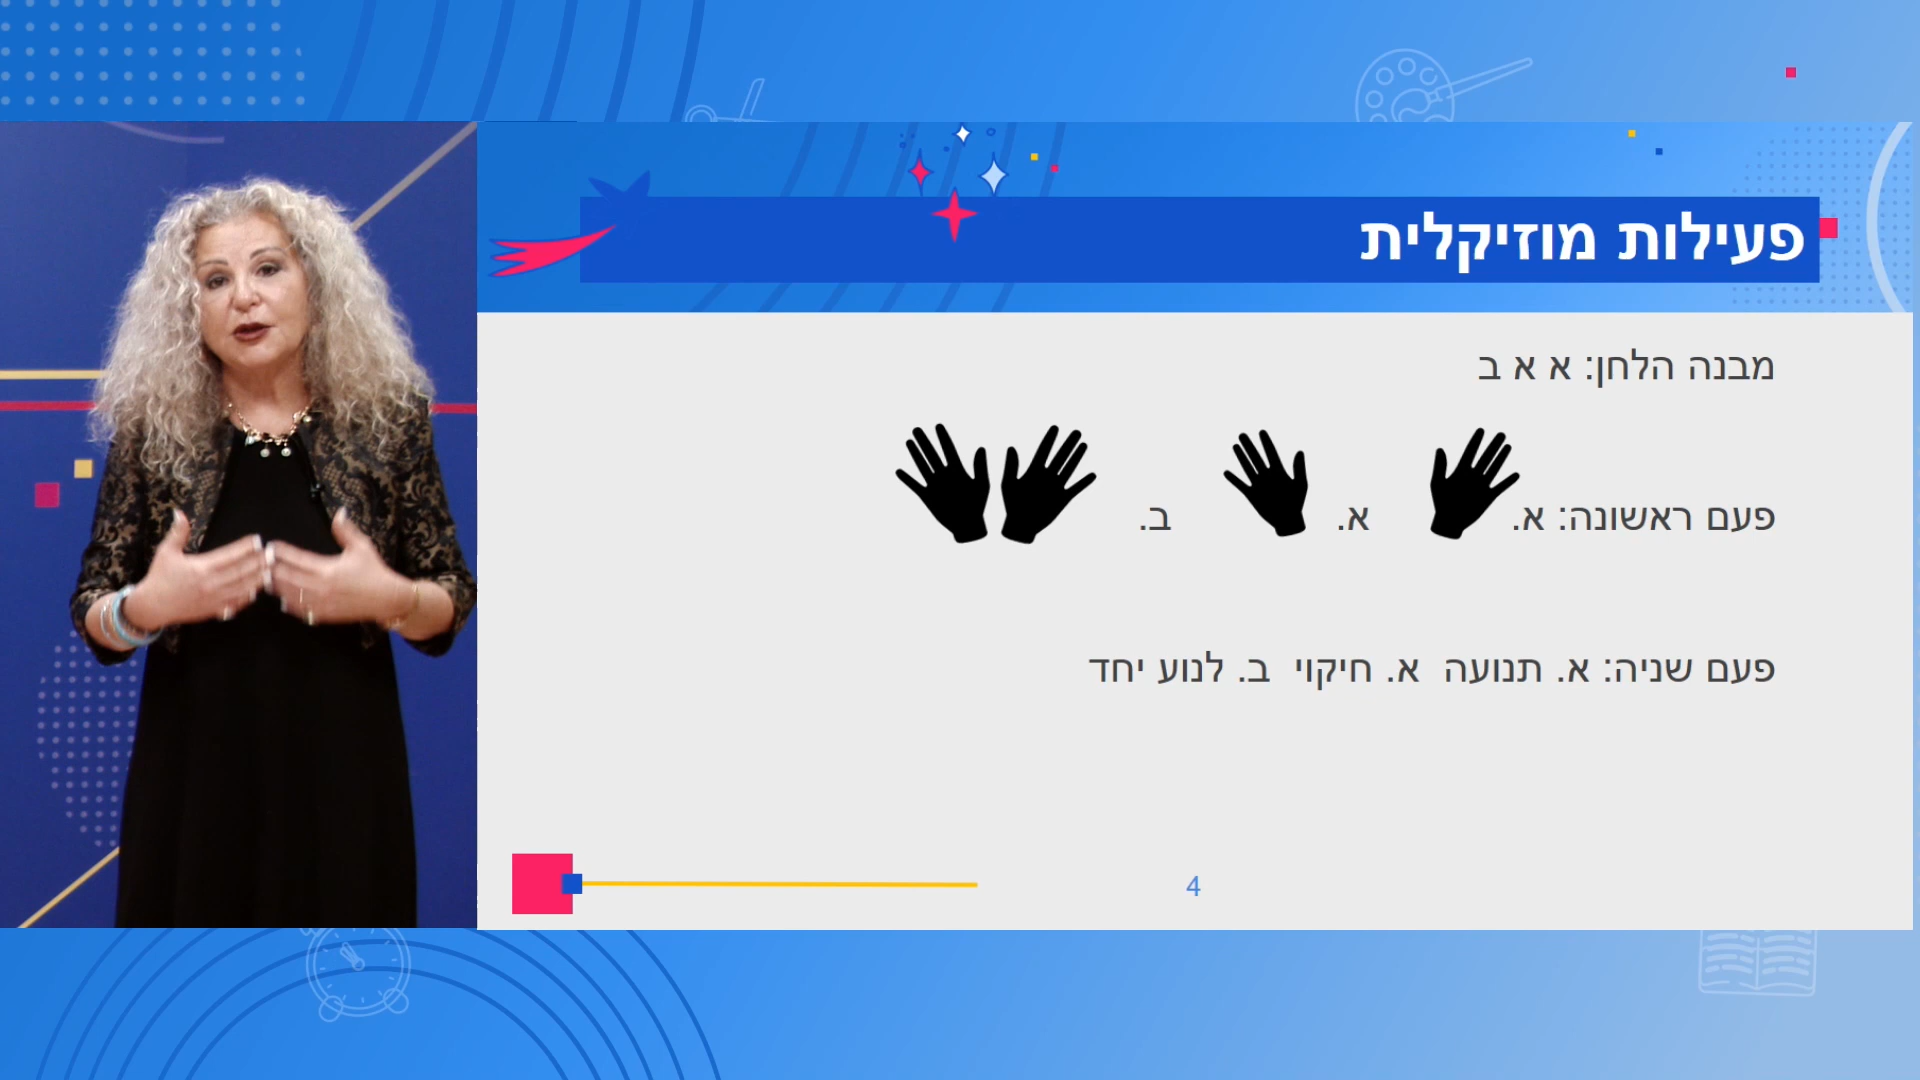 פעילות מוזיקלית
מבנה הלחן: א א ב
פעם ראשונה: א. א. ב.
פעם שניה: א. תנועה א. חיקוי ב. לנוע יחד
4